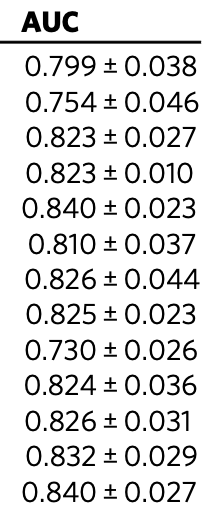 AUC
0.799 ± 0.038
0.754 ± 0.046
0.823 ± 0.027
0.823 ± 0.010
0.840 ± 0.023
0.810 ± 0.037
0.826 ± 0.044
0.825 ± 0.023
0.730 ± 0.026
0.824 ± 0.036
0.826 ± 0.031
0.832 ± 0.029
0.840 ± 0.027